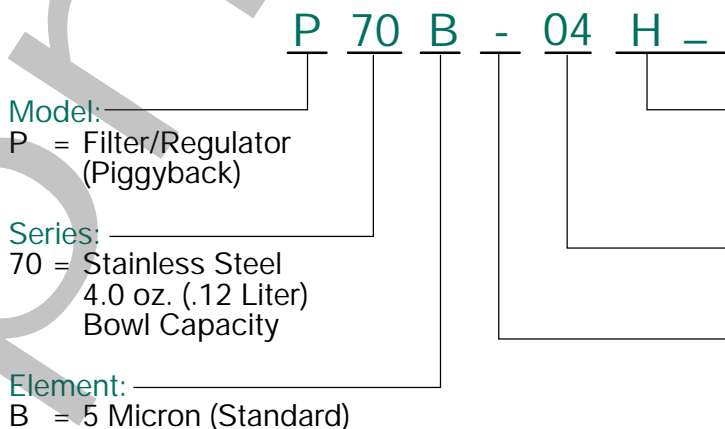 P 70 B - 04 H _
Model:
P = Filter/Regulator
(Piggyback)
Series:
70 = Stainless Steel
4.0 oz. (.12 Liter)
Bowl Capacity
Element:
B = 5 Micron (Standard)